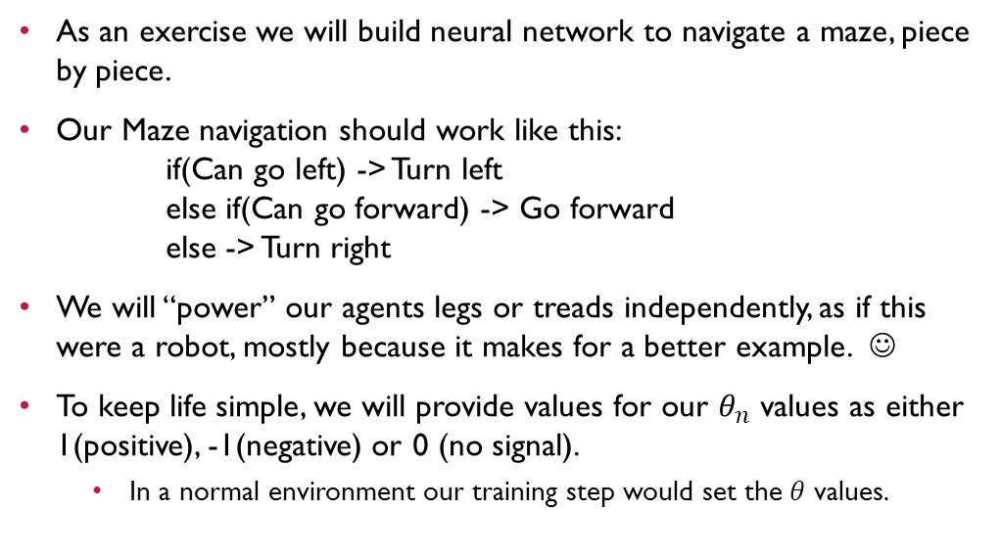 • As an exercise we will build neural network to navigate a maze, piece
by piece.
• Our Maze navigation should work like this:
if(Can go left) -> Turn left
else if(Can go forward) -> Go forward
else -> Turn right
• We will “power” our agents legs or treads independently, as if this
were a robot, mostly because it makes for a better example. ☺
• To keep life simple, we will provide values for our θₙ values as either
1(positive), -1(negative) or 0 (no signal).
• In a normal environment our training step would set the θ values.